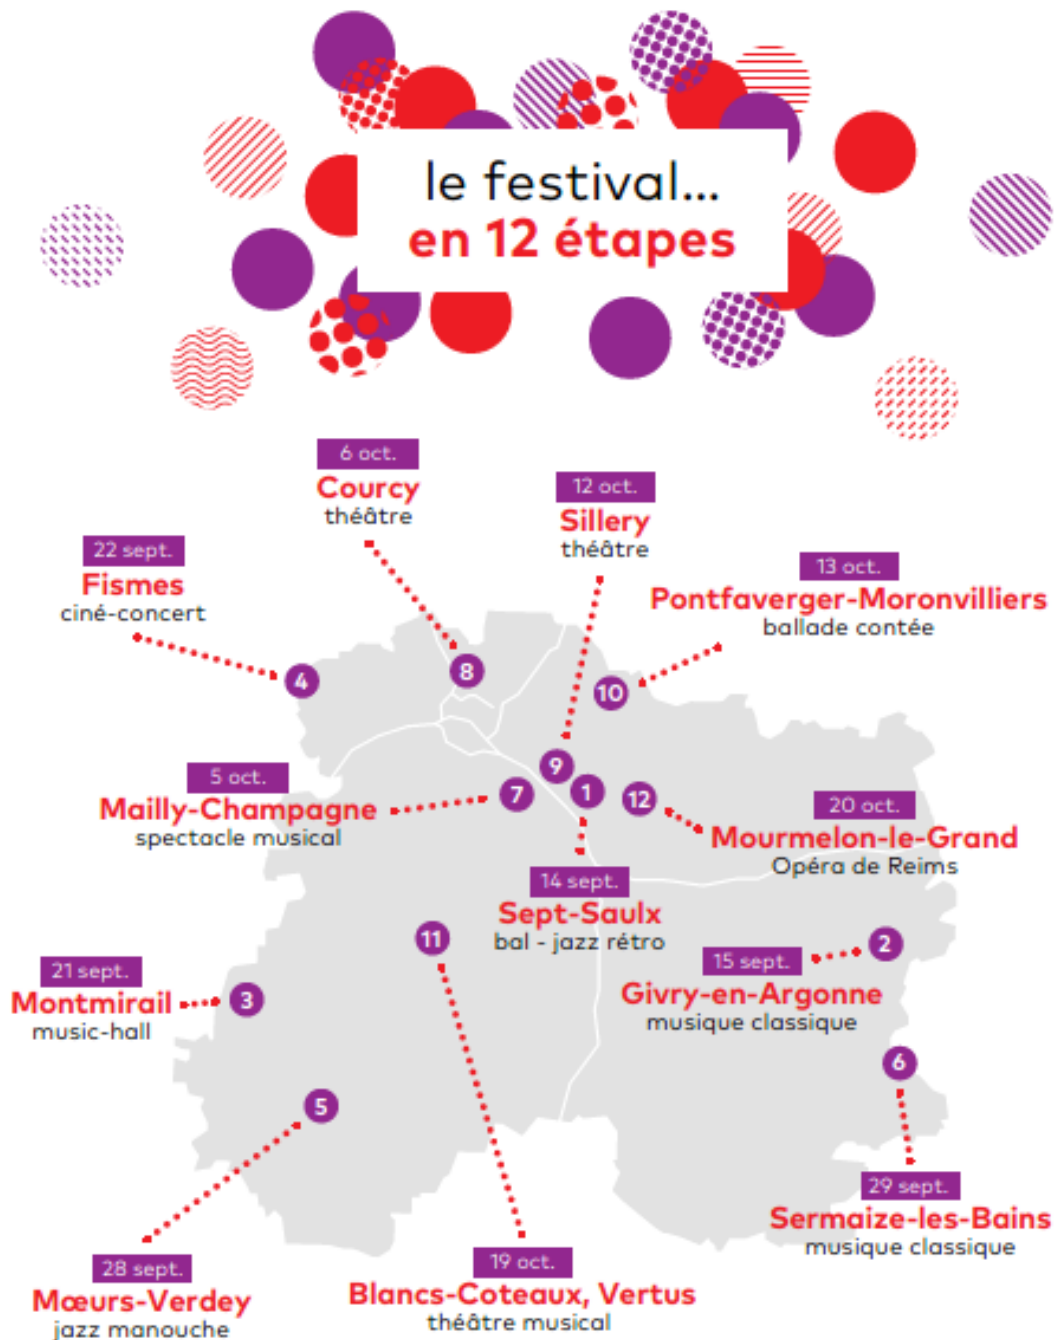 le festival...
en 12 étapes
6 oct.
Courcy
théâtre
12 oct.
Sillery
théâtre
22 sept.
Fismes
ciné-concert
13 oct.
Pontfaverger-Moronvilliers
ballade contée
4
8
10
9
5 oct.
Mailly-Champagne
spectacle musical
7
1
12
20 oct.
Mourmelon-le-Grand
Opéra de Reims
14 sept.
Sept-Saulx
bal - jazz rétro
11
2
15 sept.
Givry-en-Argonne
musique classique
21 sept.
Montmirail
music-hall
3
6
5
29 sept.
Sermaize-les-Bains
musique classique
28 sept.
Mœurs-Verdey
jazz manouche
19 oct.
Blancs-Coteaux, Vertus
théâtre musical